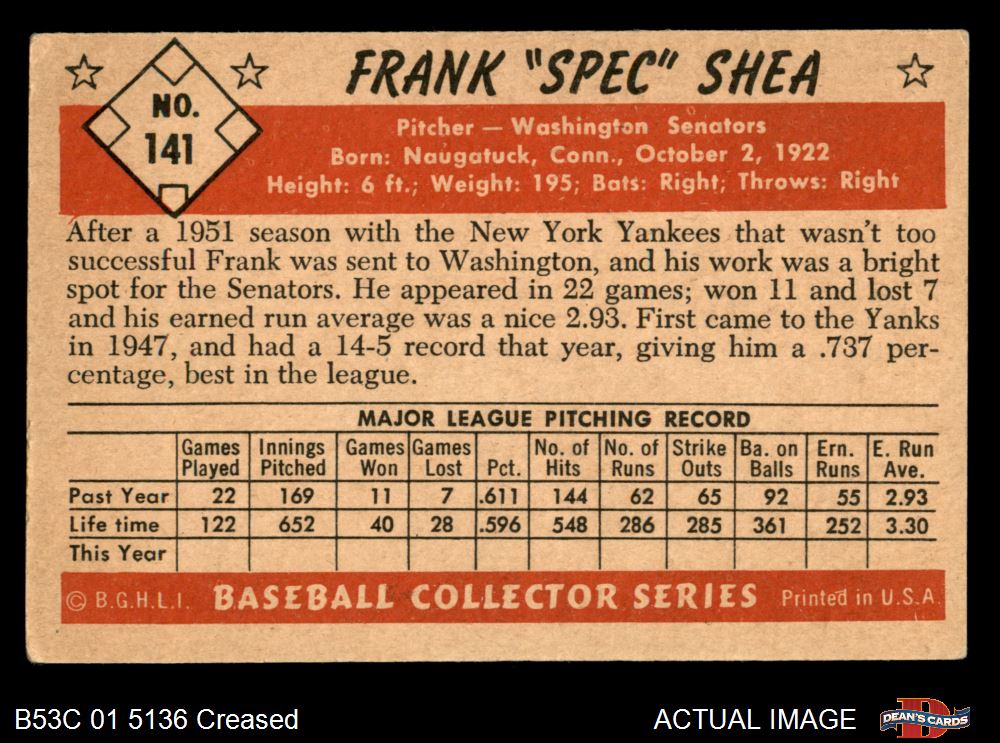 FRANK "SPEC" SHEA
NO.
141
Pitcher — Washington Senators
Born: Naugatuck, Conn., October 2, 1922
Height: 6 ft.; Weight: 195; Bats: Right; Throws: Right
After a 1951 season with the New York Yankees that wasn't too
successful Frank was sent to Washington, and his work was a bright
spot for the Senators. He appeared in 22 games; won 11 and lost 7
and his earned run average was a nice 2.93. First came to the Yanks
in 1947, and had a 14-5 record that year, giving him a .737 per-
centage, best in the league.
MAJOR LEAGUE PITCHING RECORD
Games Innings Games Games No. of No. of Strike Ba. on Ern. E. Run
Played Pitched Won Lost Pct. Hits Runs Outs Balls Runs Ave.
Past Year 22 169 11 7 .611 144 62 65 92 55 2.93
Life time 122 652 40 28 .596 548 286 285 361 252 3.30
This Year
© B.G.H.L.I. BASEBALL COLLECTOR SERIES Printed in U.S.A.
B53C 01 5136 Creased ACTUAL IMAGE DEAN'S CARDS